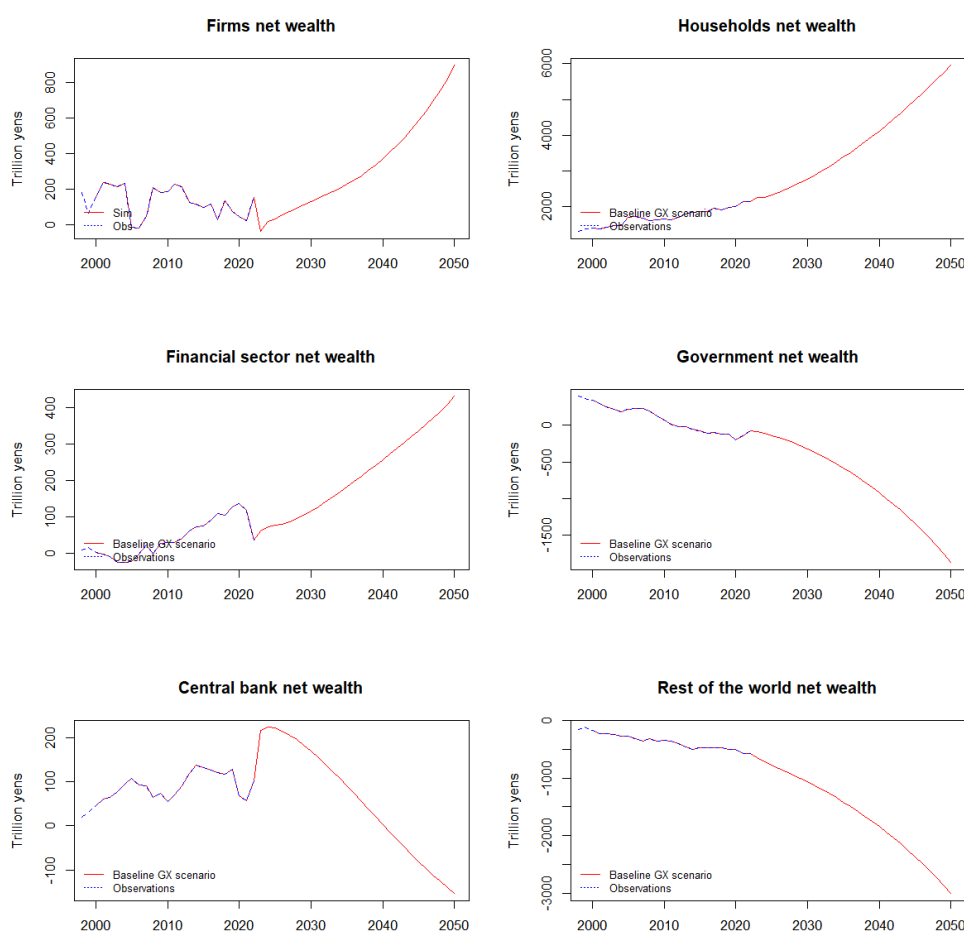 Firms net wealth
Trillion yens
800
600
400
200
0
Sim
Obs
2000 2010 2020 2030 2040 2050
Households net wealth
Trillion yens
6000
4000
2000
Baseline GX scenario
Observations
2000 2010 2020 2030 2040 2050
Financial sector net wealth
Trillion yens
400
300
200
100
0
Baseline GX scenario
Observations
2000 2010 2020 2030 2040 2050
Government net wealth
Trillion yens
0
-500
-1500
Baseline GX scenario
Observations
2000 2010 2020 2030 2040 2050
Central bank net wealth
Trillion yens
200
100
0
-100
Baseline GX scenario
Observations
2000 2010 2020 2030 2040 2050
Rest of the world net wealth
Trillion yens
0
-1000
-2000
-3000
Baseline GX scenario
Observations
2000 2010 2020 2030 2040 2050